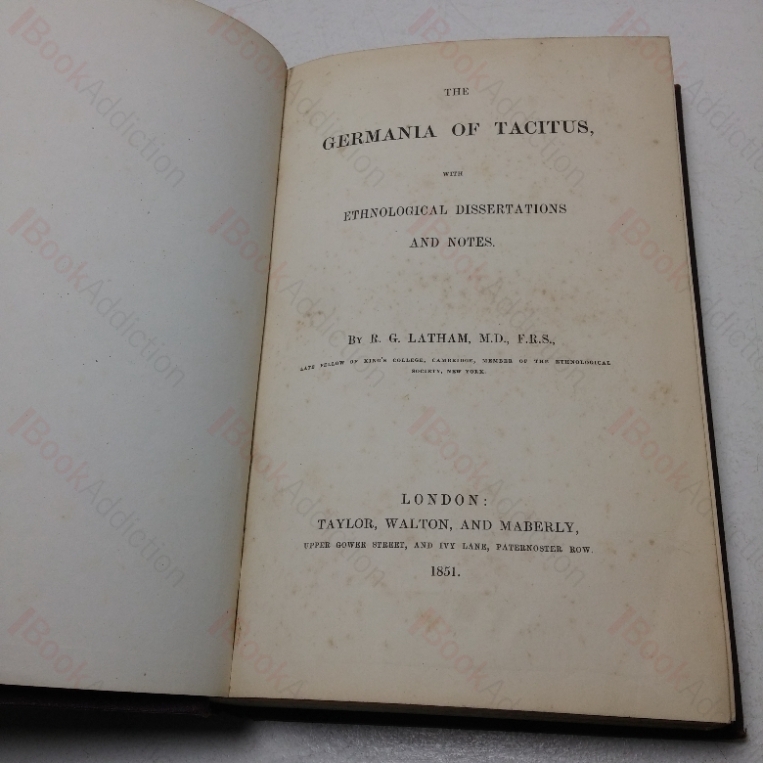 THE
GERMANIA OF TACITUS,
WITH
ETHNOLOGICAL DISSERTATIONS
AND NOTES.
BY R. G. LATHAM, M.D., F.R.S.,
LATE FELLOW OF KING'S COLLEGE, CAMBRIDGE, MEMBER OF THE ETHNOLOGICAL
SOCIETY, NEW YORK.
LONDON:
TAYLOR, WALTON, AND MABERLY,
UPPER GOWER STREET, AND IVY LANE, PATERNOSTER ROW.
1851.
BookAddiction